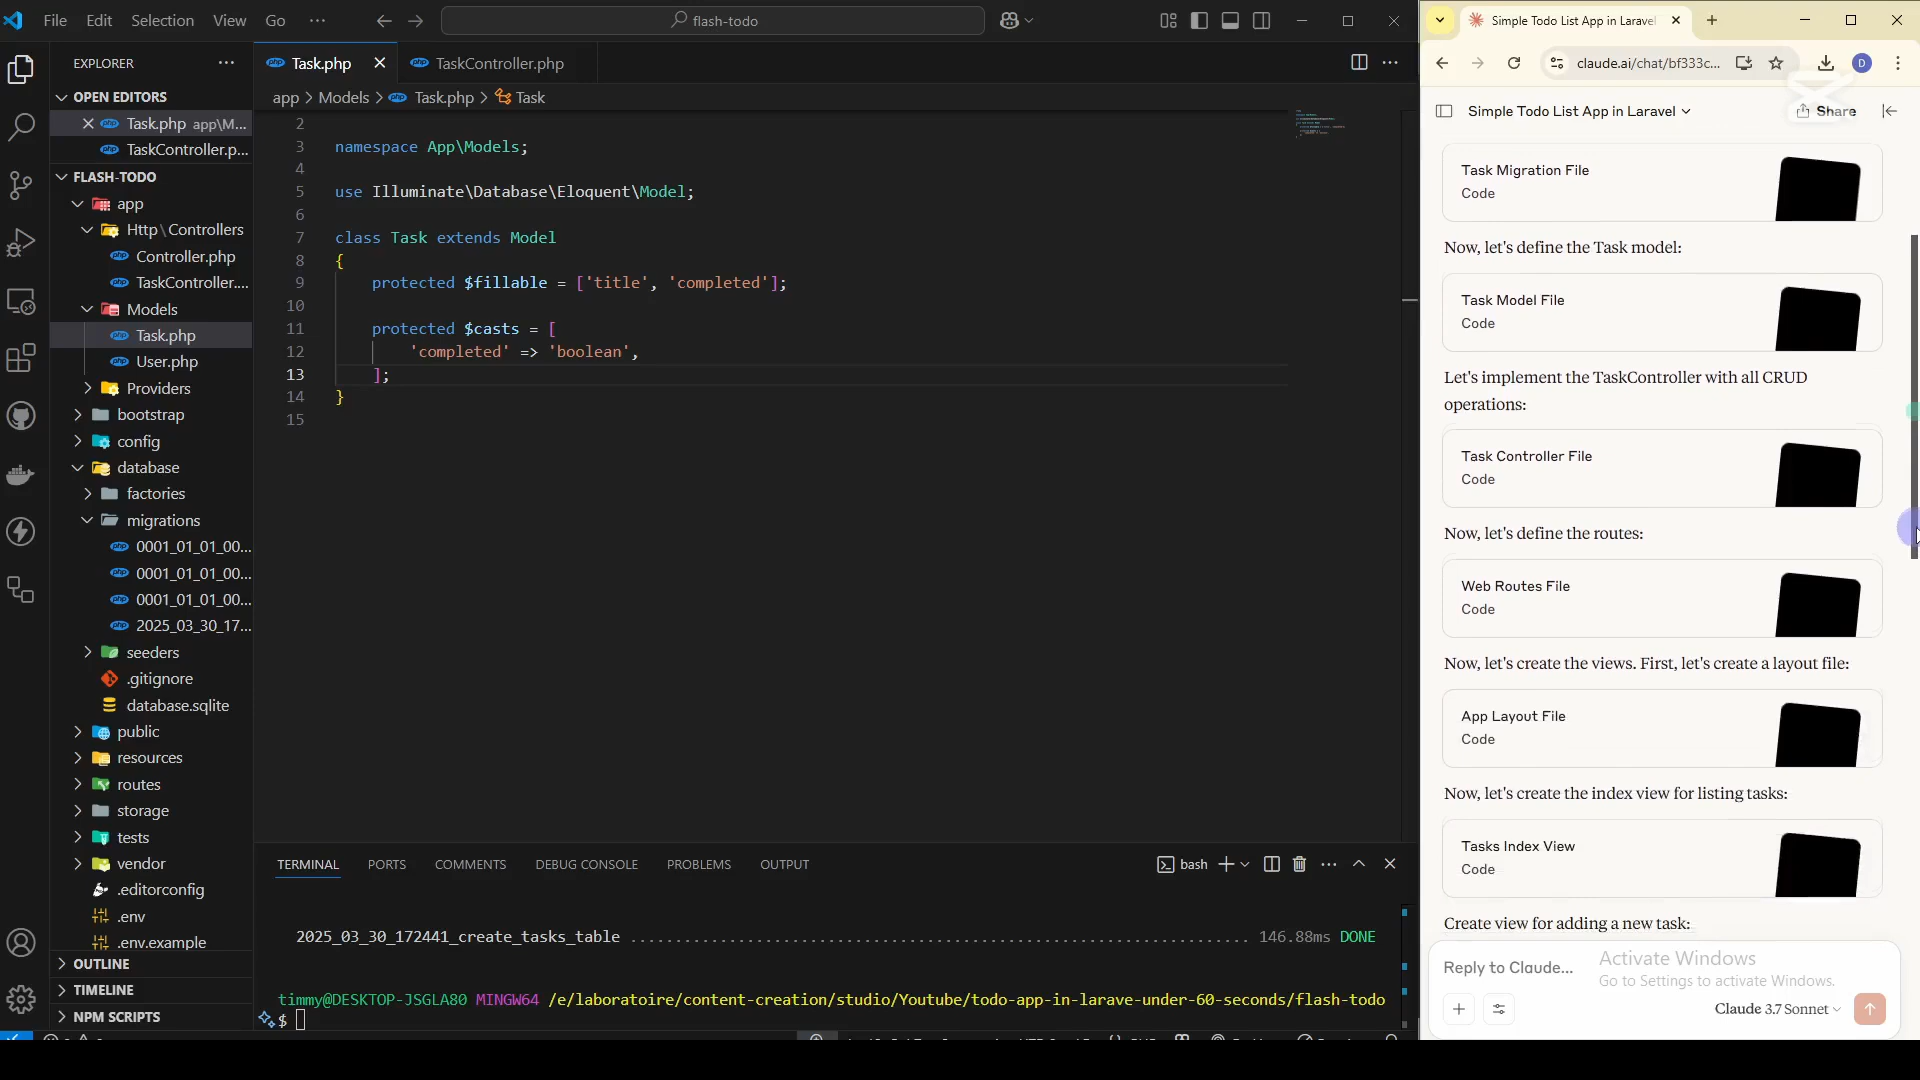 File Edit Selection View Go ···
flash-todo
EXPLORER ···
OPEN EDITORS
Task.php app\M...
TaskController.p...
FLASH-TODO
app
Http\Controllers
Controller.php
TaskController....
Models
Task.php
User.php
Providers
bootstrap
config
database
factories
migrations
0001_01_01_00...
0001_01_01_00...
0001_01_01_00...
2025_03_30_17...
seeders
.gitignore
database.sqlite
public
resources
routes
storage
tests
vendor
.editorconfig
.env
.env.example
OUTLINE
TIMELINE
NPM SCRIPTS
Task.php TaskController.php
app > Models > Task.php > Task
2
3 namespace App\Models;
4
5 use Illuminate\Database\Eloquent\Model;
6
7 class Task extends Model
8 {
9 protected $fillable = ['title', 'completed'];
10
11 protected $casts = [
12 'completed' => 'boolean',
13 ];
14 }
15
TERMINAL PORTS COMMENTS DEBUG CONSOLE PROBLEMS OUTPUT bash
2025_03_30_172441_create_tasks_table ........................................................................ 146.88ms DONE
timmy@DESKTOP-JSGLA80 MINGW64 /e/laboratoire/content-creation/studio/Youtube/todo-app-in-larave-under-60-seconds/flash-todo
$
Simple Todo List App in Laravel
claude.ai/chat/bf333c... D
Simple Todo List App in Laravel Share
Task Migration File
Code
Now, let's define the Task model:
Task Model File
Code
Let's implement the TaskController with all CRUD
operations:
Task Controller File
Code
Now, let's define the routes:
Web Routes File
Code
Now, let's create the views. First, let's create a layout file:
App Layout File
Code
Now, let's create the index view for listing tasks:
Tasks Index View
Code
Create view for adding a new task:
Reply to Claude...
Activate Windows
Go to Settings to activate Windows.
Claude 3.7 Sonnet